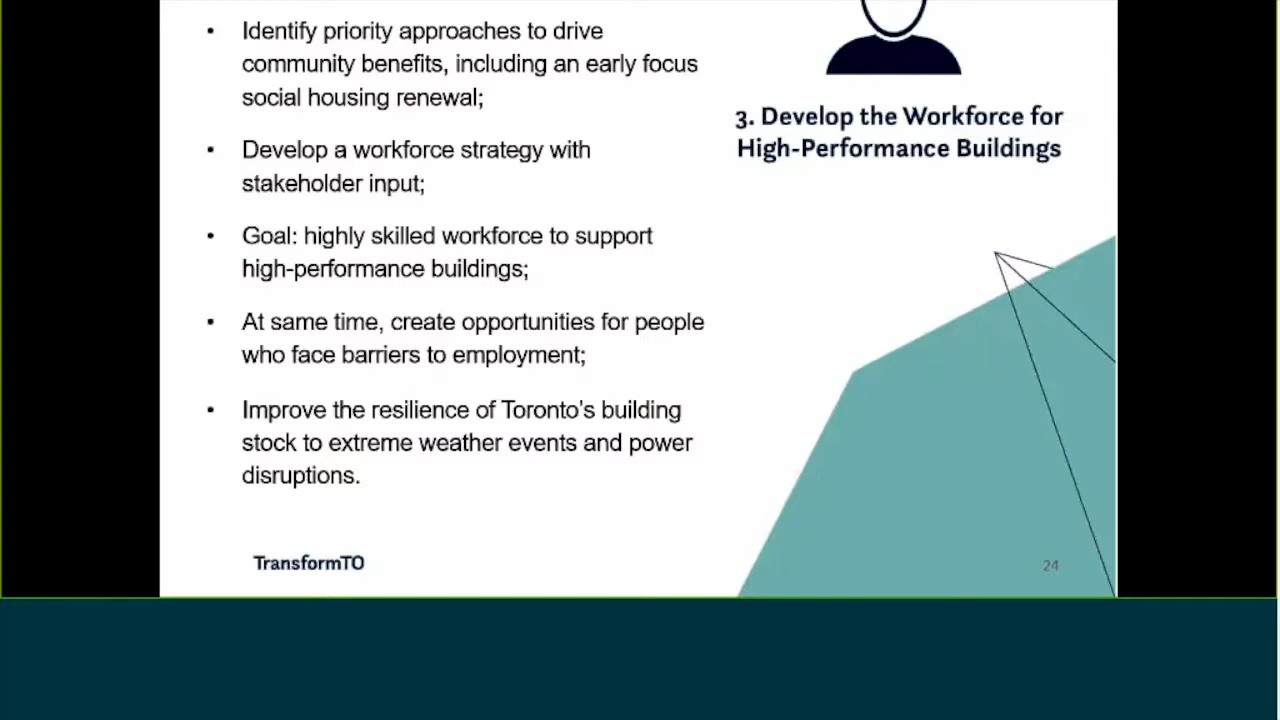 • Identify priority approaches to drive
community benefits, including an early focus
social housing renewal;
• Develop a workforce strategy with
stakeholder input;
• Goal: highly skilled workforce to support
high-performance buildings;
• At same time, create opportunities for people
who face barriers to employment;
• Improve the resilience of Toronto's building
stock to extreme weather events and power
disruptions.
3. Develop the Workforce for
High-Performance Buildings
TransformTO
24